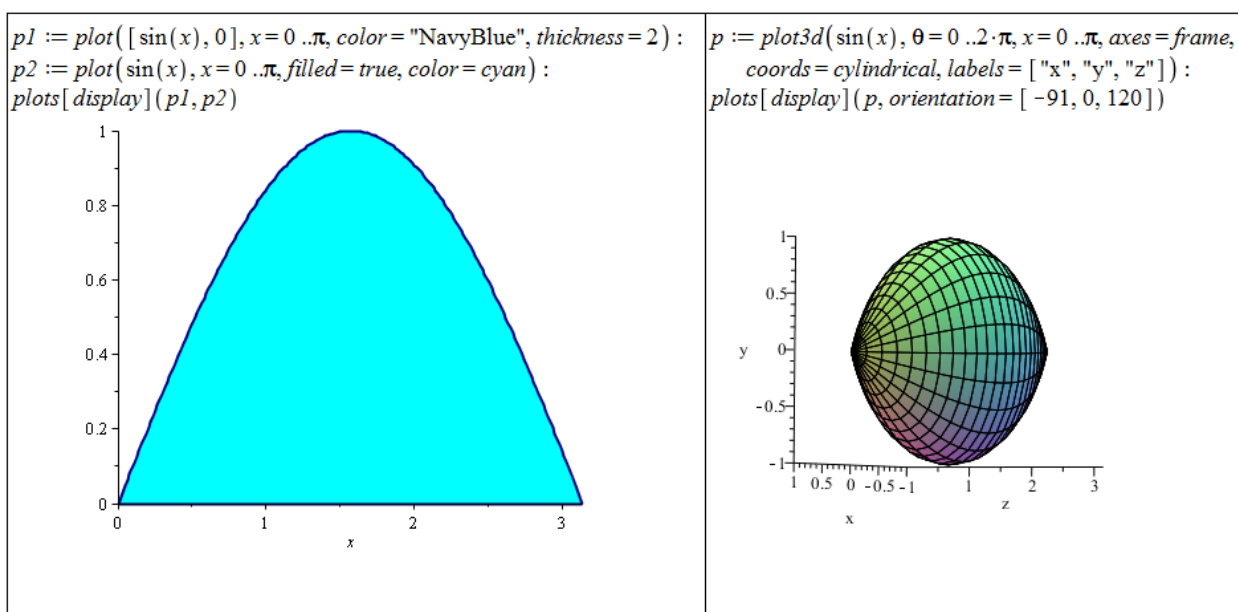 p1 := plot([sin(x), 0], x = 0 ..π, color = "NavyBlue", thickness = 2) :
p2 := plot(sin(x), x = 0 ..π, filled = true, color = cyan) :
plots[display](p1, p2)
1
0.8
0.6
0.4
0.2
0
0 1 2 3
x
p := plot3d(sin(x), θ = 0 ..2·π, x = 0 ..π, axes = frame,
coords = cylindrical, labels = ["x", "y", "z"]) :
plots[display](p, orientation = [-91, 0, 120])
1
0.5
y 0
-0.5
-1
1 0.5 0 -0.5 -1 1 2 3
x z